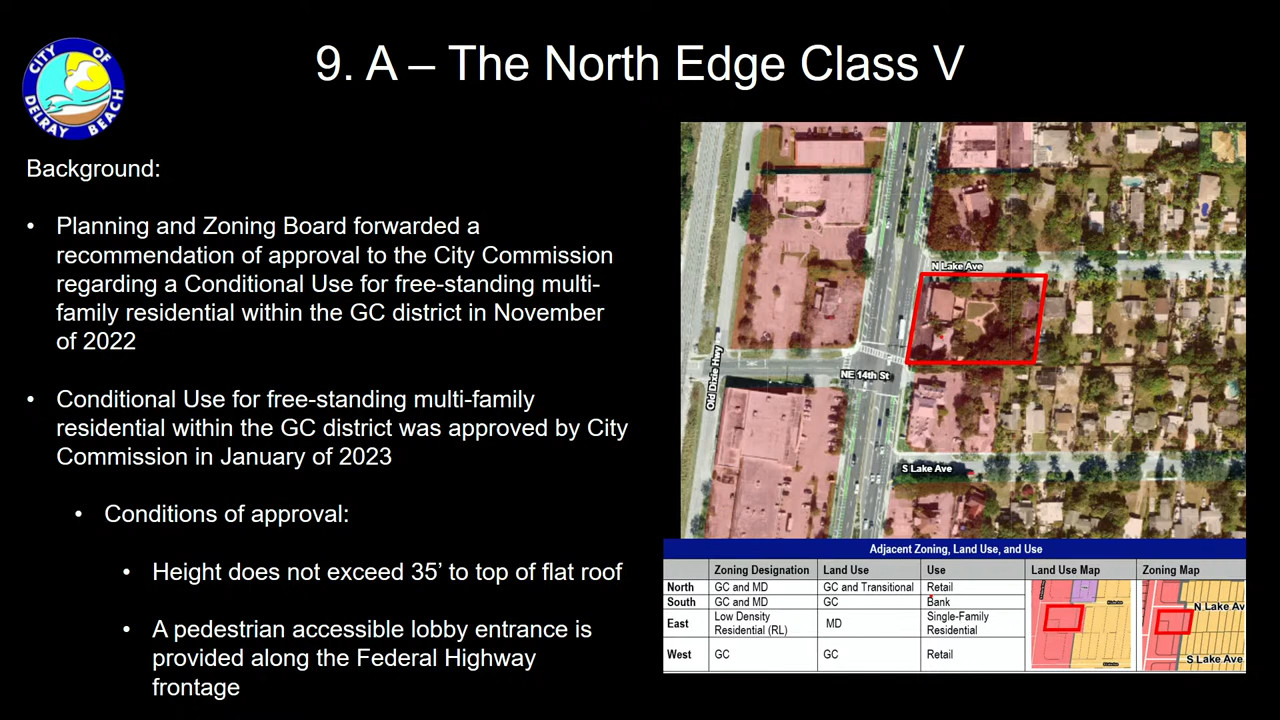 CITY OF
DELRAY BEACH
9. A – The North Edge Class V
Background:
• Planning and Zoning Board forwarded a
recommendation of approval to the City Commission
regarding a Conditional Use for free-standing multi-
family residential within the GC district in November
of 2022
• Conditional Use for free-standing multi-family
residential within the GC district was approved by City
Commission in January of 2023
• Conditions of approval:
• Height does not exceed 35’ to top of flat roof
• A pedestrian accessible lobby entrance is
provided along the Federal Highway
frontage
N Lake Ave
NE 14th St
Old Dixie Hwy
S Lake Ave
Adjacent Zoning, Land Use, and Use
Zoning Designation Land Use Use Land Use Map Zoning Map
North GC and MD GC and Transitional Retail
South GC and MD GC Bank
East Low Density Residential (RL) MD Single-Family Residential
West GC GC Retail
N Lake Av
S Lake Ave